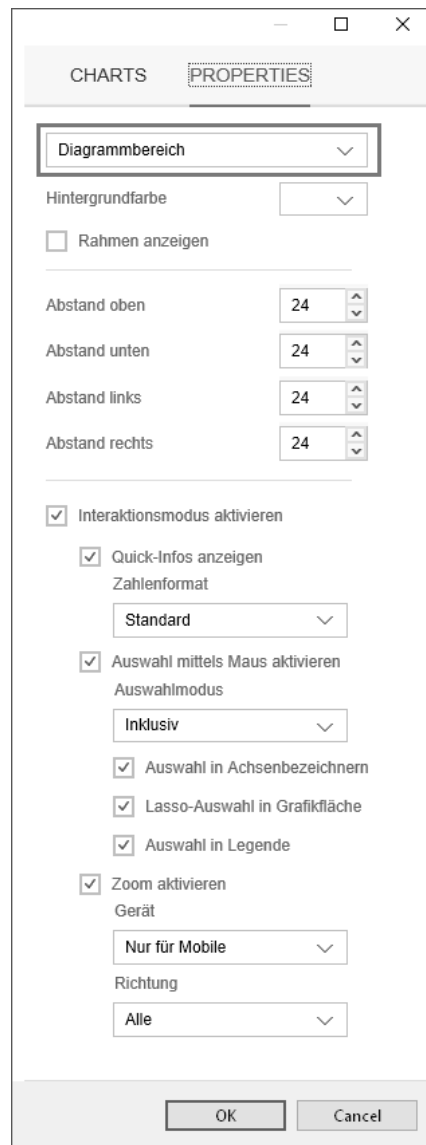 CHARTS PROPERTIES
Diagrammbereich
Hintergrundfarbe
Rahmen anzeigen
Abstand oben 24
Abstand unten 24
Abstand links 24
Abstand rechts 24
Interaktionsmodus aktivieren
Quick-Infos anzeigen
Zahlenformat
Standard
Auswahl mittels Maus aktivieren
Auswahlmodus
Inklusiv
Auswahl in Achsenbezeichnern
Lasso-Auswahl in Grafikfläche
Auswahl in Legende
Zoom aktivieren
Gerät
Nur für Mobile
Richtung
Alle
OK Cancel